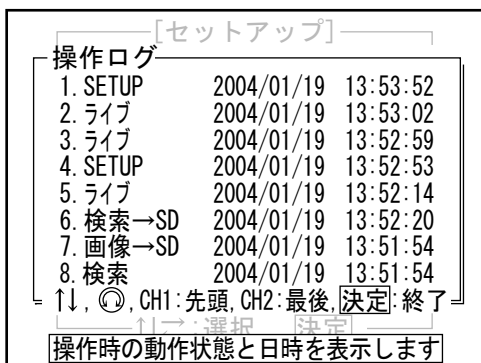 [セットアップ]
操作ログ
1. SETUP 2004/01/19 13:53:52
2. ライブ 2004/01/19 13:53:02
3. ライブ 2004/01/19 13:52:59
4. SETUP 2004/01/19 13:52:53
5. ライブ 2004/01/19 13:52:14
6. 検索→SD 2004/01/19 13:52:20
7. 画像→SD 2004/01/19 13:51:54
8. 検索 2004/01/19 13:51:54
↑↓, , CH1:先頭, CH2:最後, 決定:終了
↑↓→:選択 決定
操作時の動作状態と日時を表示します